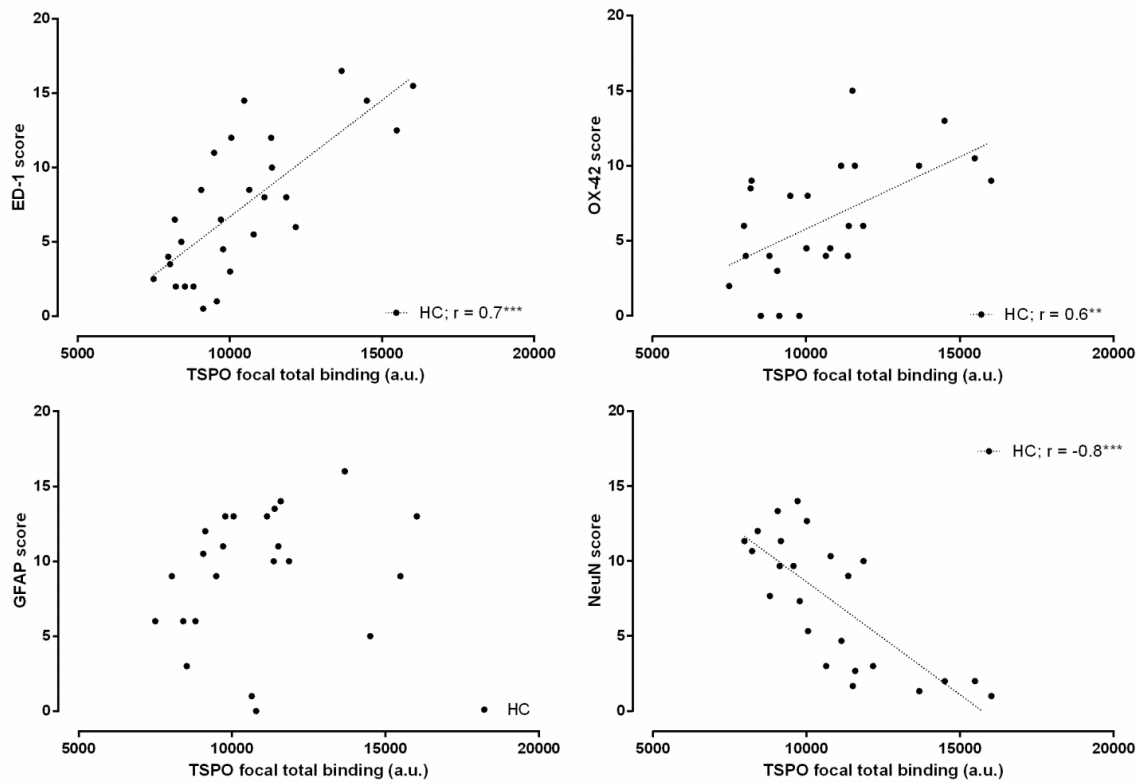 20
15
10
5
0
ED-1 score
HC; r = 0.7***
5000 10000 15000 20000
TSPO focal total binding (a.u.)
20
15
10
5
0
OX-42 score
HC; r = 0.6**
5000 10000 15000 20000
TSPO focal total binding (a.u.)
20
15
10
5
0
GFAP score
HC
5000 10000 15000 20000
TSPO focal total binding (a.u.)
20
15
10
5
0
NeuN score
HC; r = -0.8***
5000 10000 15000 20000
TSPO focal total binding (a.u.)